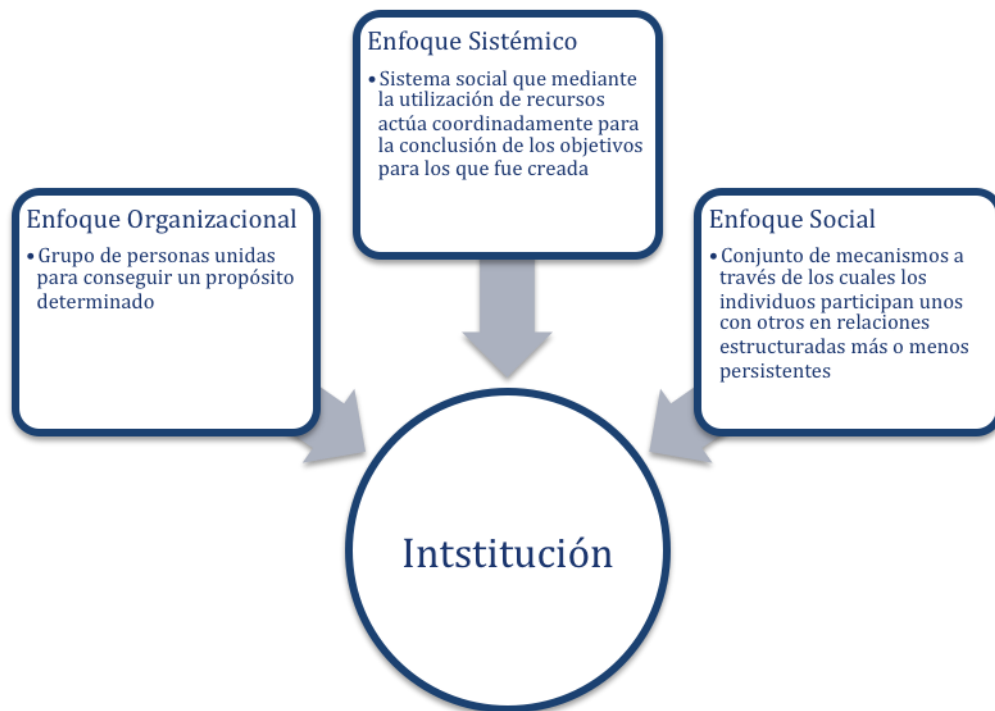 Enfoque Sistémico
• Sistema social que mediante
la utilización de recursos
actúa coordinadamente para
la conclusión de los objetivos
para los que fue creada
Enfoque Organizacional
• Grupo de personas unidas
para conseguir un propósito
determinado
Enfoque Social
• Conjunto de mecanismos a
través de los cuales los
individuos participan unos
con otros en relaciones
estructuradas más o menos
persistentes
Intstitución